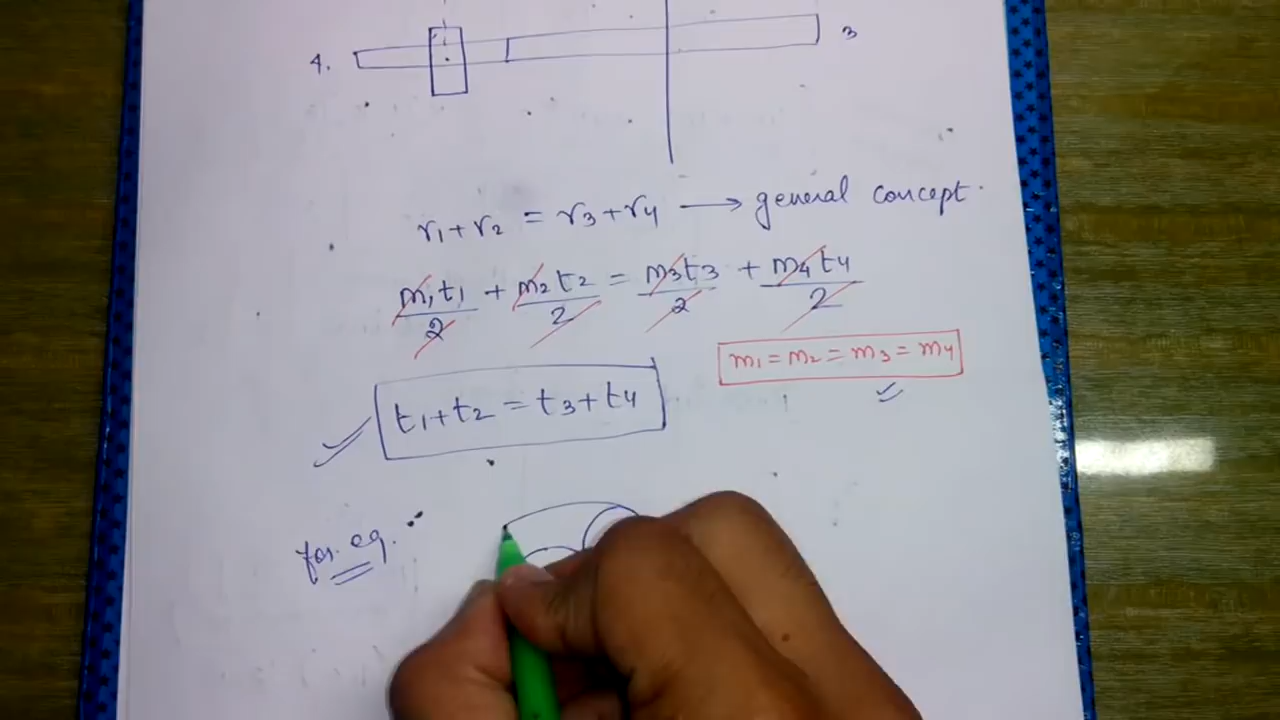 4. 3
r1+r2 = r3+r4 → general concept.
m1t1/2 + m2t2/2 = m3t3/2 + m4t4/2
m1 = m2 = m3 = m4
t1+t2 = t3+t4
for. eg.